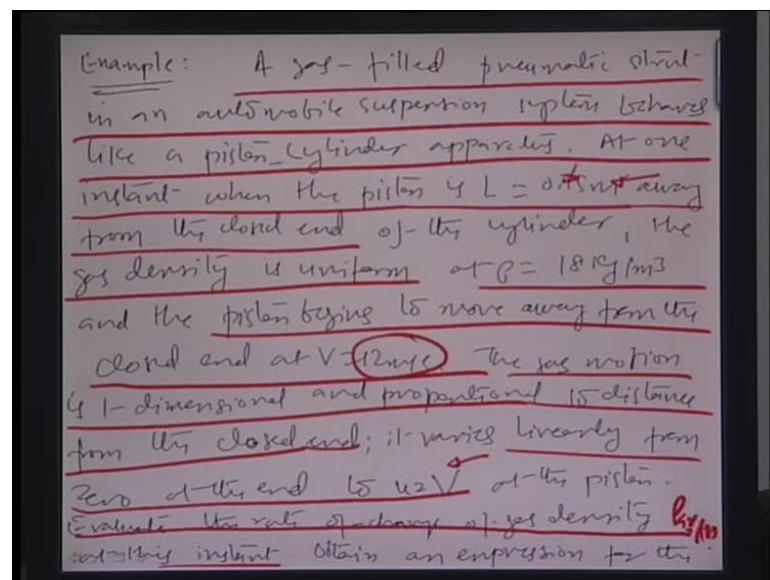 Example: A gas-filled pneumatic strut
in an automobile suspension system behaves
like a piston-cylinder apparatus. At one
instant when the piston is L = 0.15m away
from the closed end of the cylinder, the
gas density is uniform at ρ = 18 kg/m3
and the piston begins to move away from the
closed end at V = 12 m/s. The gas motion
is 1-dimensional and proportional to distance
from the closed end; it varies linearly from
zero at the end to u=V at the piston.
Evaluate the rate of change of gas density
at this instant. Obtain an expression for the